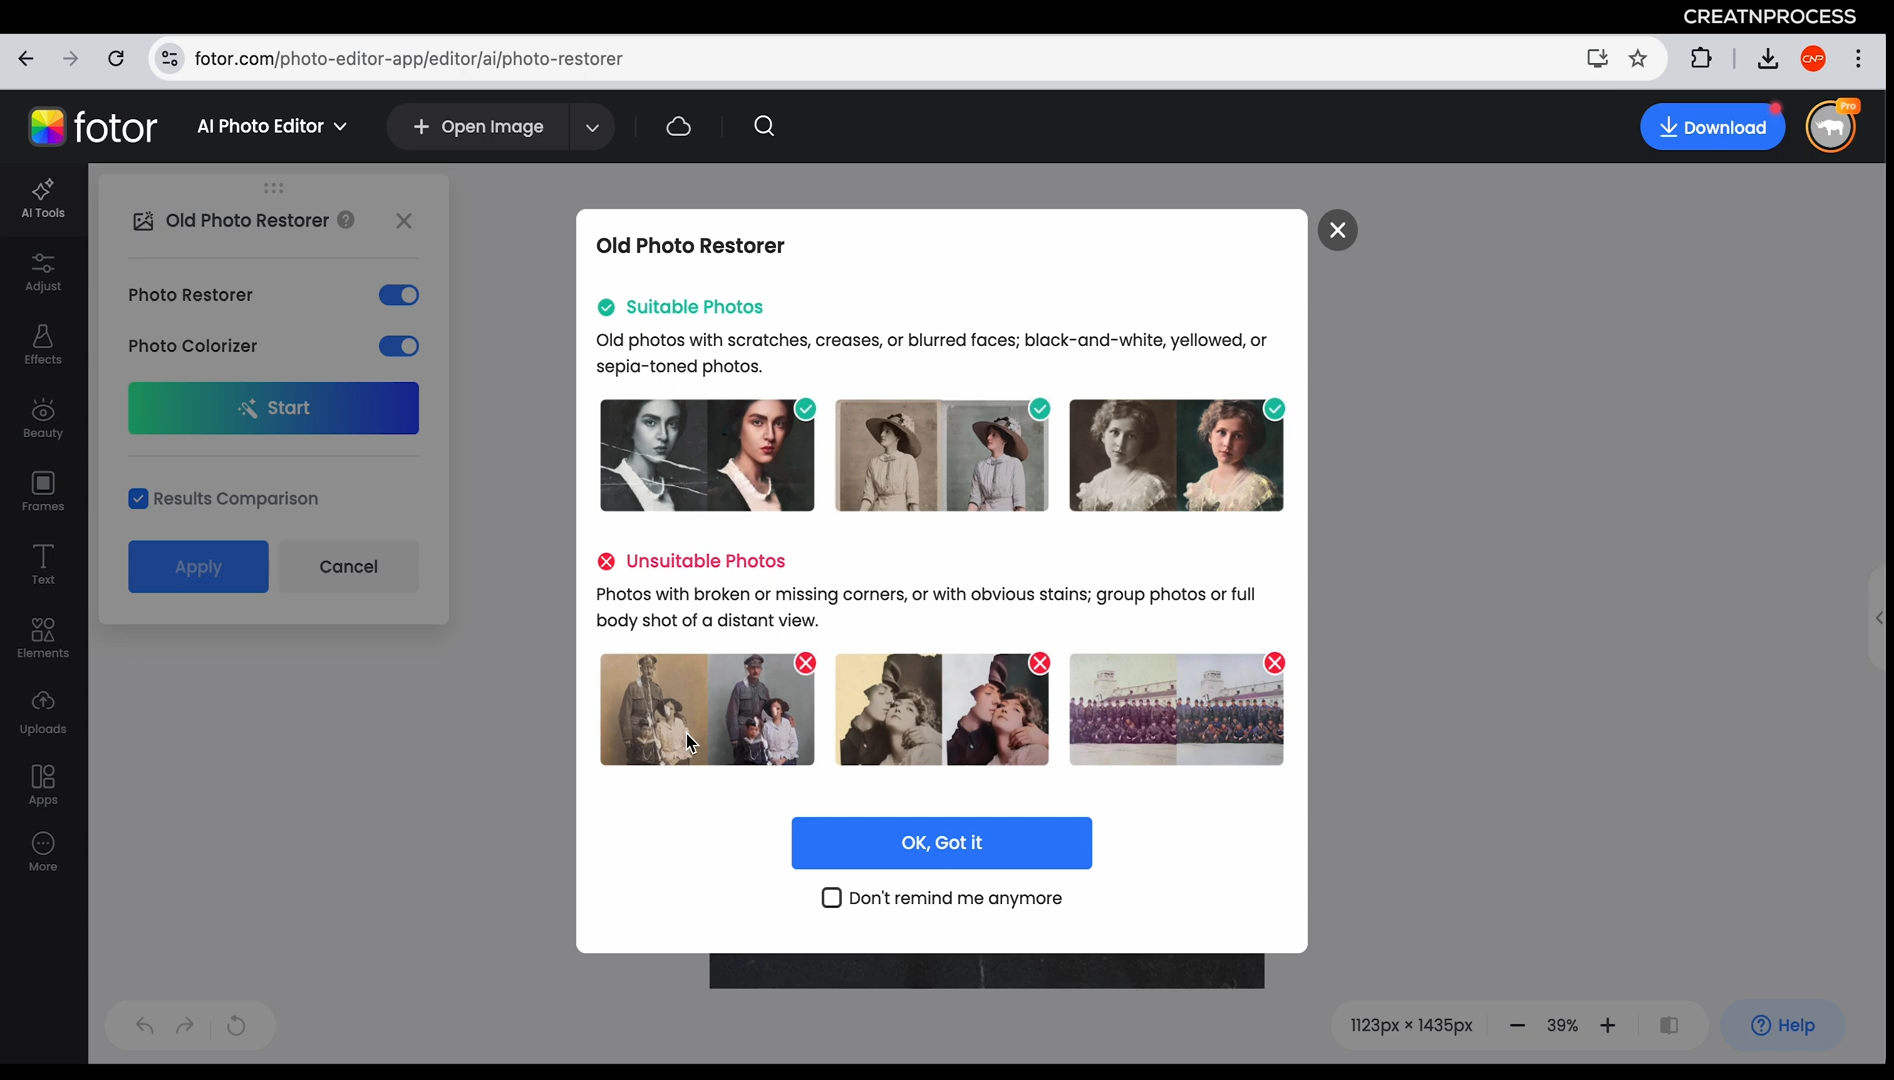 CREATNPROCESS
fotor.com/photo-editor-app/editor/ai/photo-restorer
CNP
fotor
AI Photo Editor
Open Image
Download
Pro
AI Tools
Adjust
Effects
Beauty
Frames
Text
Elements
Uploads
Apps
More
Old Photo Restorer
Photo Restorer
Photo Colorizer
Start
Results Comparison
Apply
Cancel
Old Photo Restorer
Suitable Photos
Old photos with scratches, creases, or blurred faces; black-and-white, yellowed, or
sepia-toned photos.
Unsuitable Photos
Photos with broken or missing corners, or with obvious stains; group photos or full
body shot of a distant view.
OK, Got it
Don't remind me anymore
1123px × 1435px
39%
Help